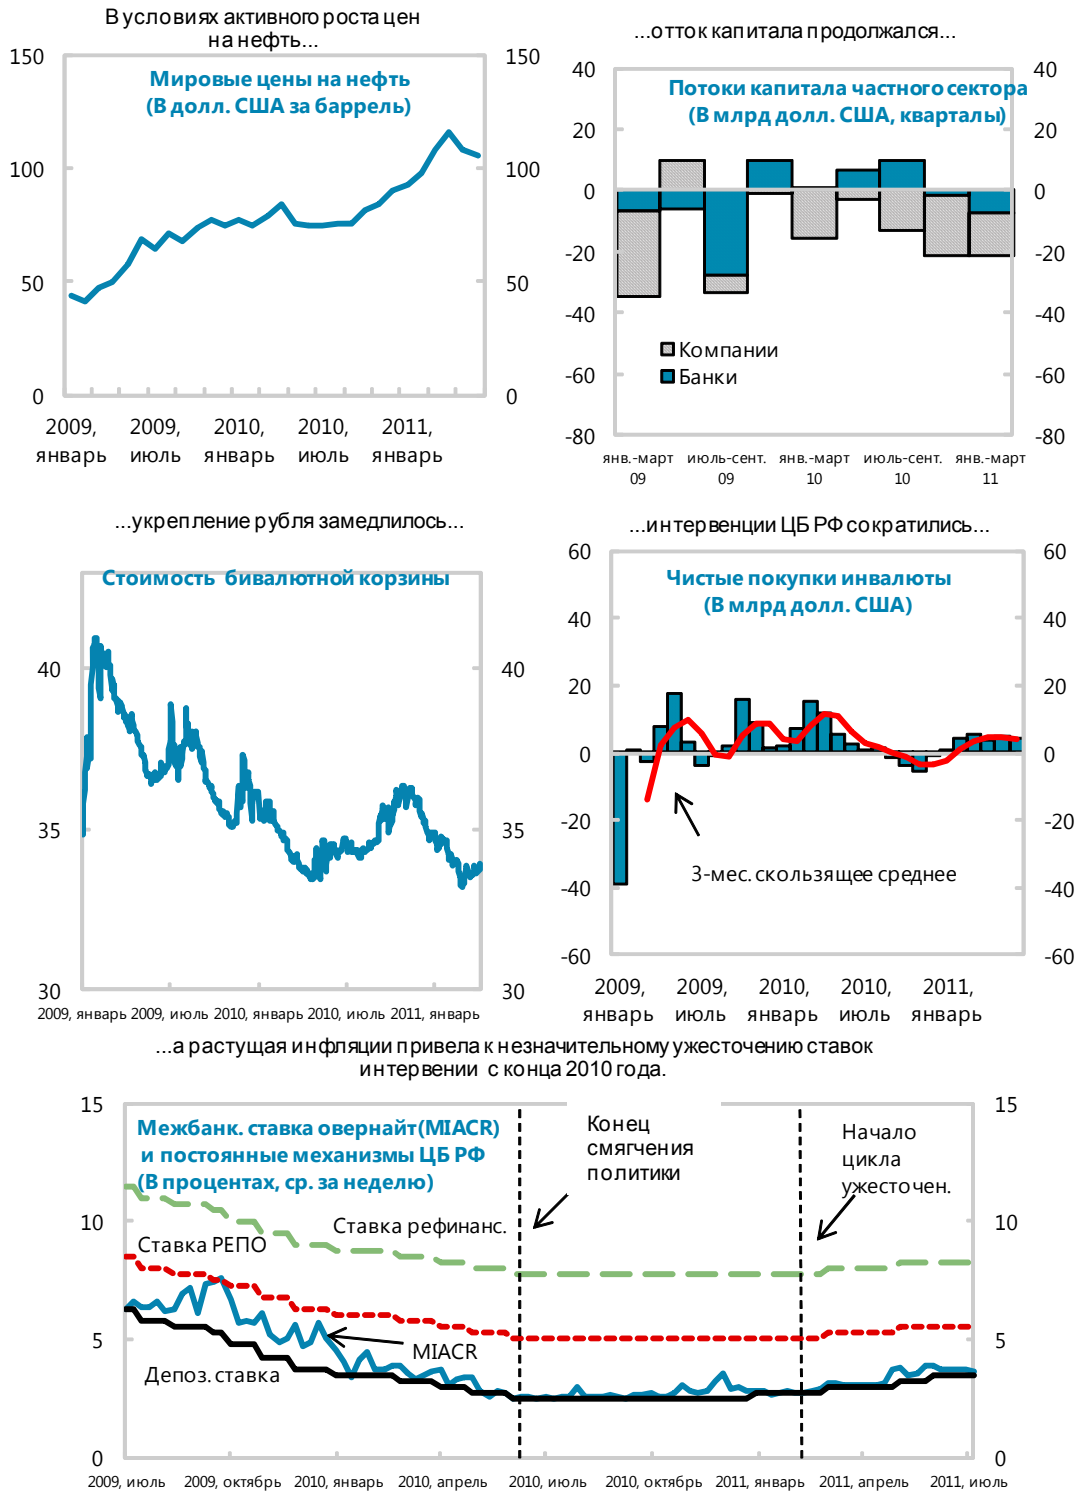 В условиях активного роста цен
на нефть...
150
150
Мировые цены на нефть
(В долл. США за баррель)
100
100
50
50
0
0
2009,
январь
2009,
июль
2010,
январь
2010,
июль
2011,
январь
...отток капитала продолжался...
40
40
Потоки капитала частного сектора
(В млрд долл. США, кварталы)
20
20
0
0
-20
-20
-40
-40
Компании
Банки
-60
-60
-80
-80
янв.-март
09
июль-сент.
09
янв.-март
10
июль-сент.
10
янв.-март
11
...укрепление рубля замедлилось...
Стоимость бивалютной корзины
40
40
35
35
30
30
2009, январь 2009, июль 2010, январь 2010, июль 2011, январь
...интервенции ЦБ РФ сократились...
60
60
Чистые покупки инвалюты
(В млрд долл. США)
40
40
20
20
0
0
-20
-20
3-мес. скользящее среднее
-40
-40
-60
-60
2009,
январь
2009,
июль
2010,
январь
2010,
июль
2011,
январь
...а растущая инфляции привела к незначительному ужесточению ставок
интервении с конца 2010 года.
15
15
Межбанк. ставка овернайт(MIACR)
и постоянные механизмы ЦБ РФ
(В процентах, ср. за неделю)
Конец
смягчения
политики
Начало
цикла
ужесточен.
10
10
Ставка рефинанс.
Ставка РЕПО
5
5
MIACR
Депоз. ставка
0
0
2009, июль 2009, октябрь 2010, январь 2010, апрель 2010, июль 2010, октябрь 2011, январь 2011, апрель 2011, июль